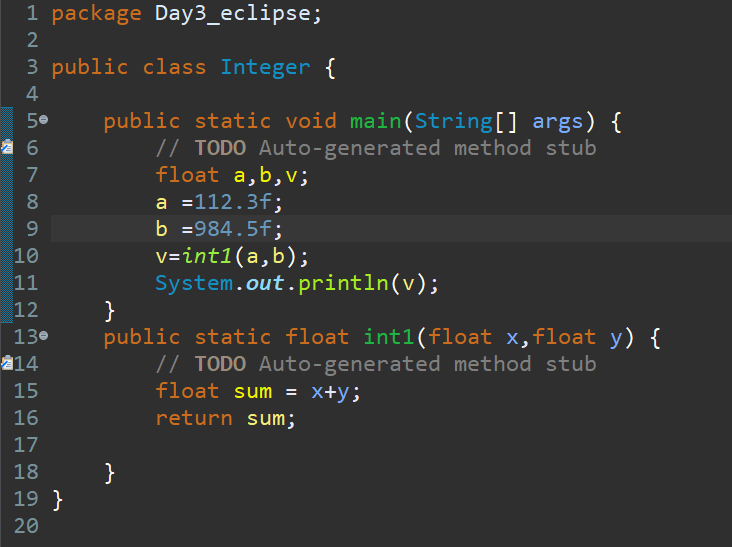 1 package Day3_eclipse;
2
3 public class Integer {
4
5 public static void main(String[] args) {
6 // TODO Auto-generated method stub
7 float a,b,v;
8 a =112.3f;
9 b =984.5f;
10 v=int1(a,b);
11 System.out.println(v);
12 }
13 public static float int1(float x,float y) {
14 // TODO Auto-generated method stub
15 float sum = x+y;
16 return sum;
17
18 }
19 }
20